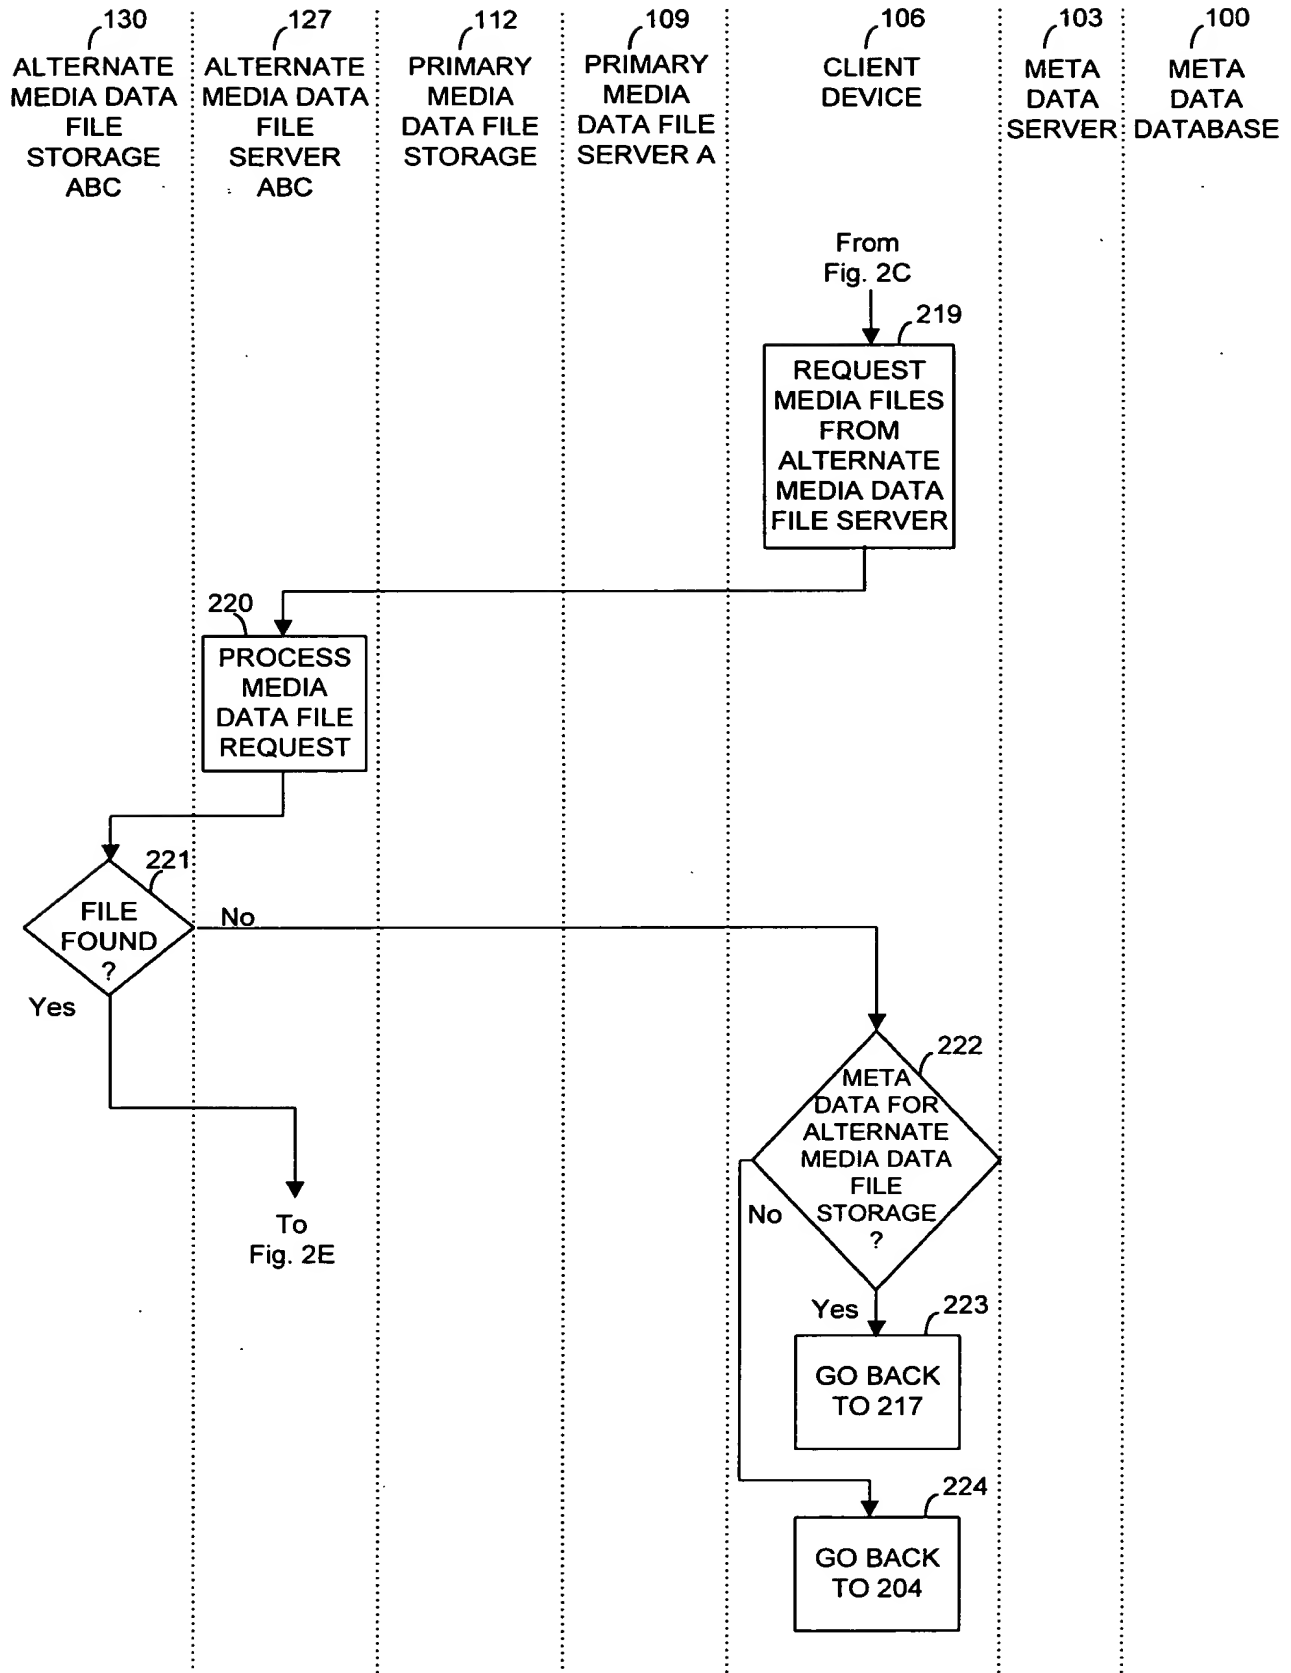 130
ALTERNATE
MEDIA DATA
FILE
STORAGE
ABC
127
ALTERNATE
MEDIA DATA
FILE
SERVER
ABC
112
PRIMARY
MEDIA
DATA FILE
STORAGE
109
PRIMARY
MEDIA
DATA FILE
SERVER A
106
CLIENT
DEVICE
103
META
DATA
SERVER
100
META
DATA
DATABASE
From
Fig. 2C
219
REQUEST
MEDIA FILES
FROM
ALTERNATE
MEDIA DATA
FILE SERVER
220
PROCESS
MEDIA
DATA FILE
REQUEST
221
FILE
FOUND
?
No
Yes
To
Fig. 2E
222
META
DATA FOR
ALTERNATE
MEDIA DATA
FILE
STORAGE
?
No
Yes
223
GO BACK
TO 217
224
GO BACK
TO 204